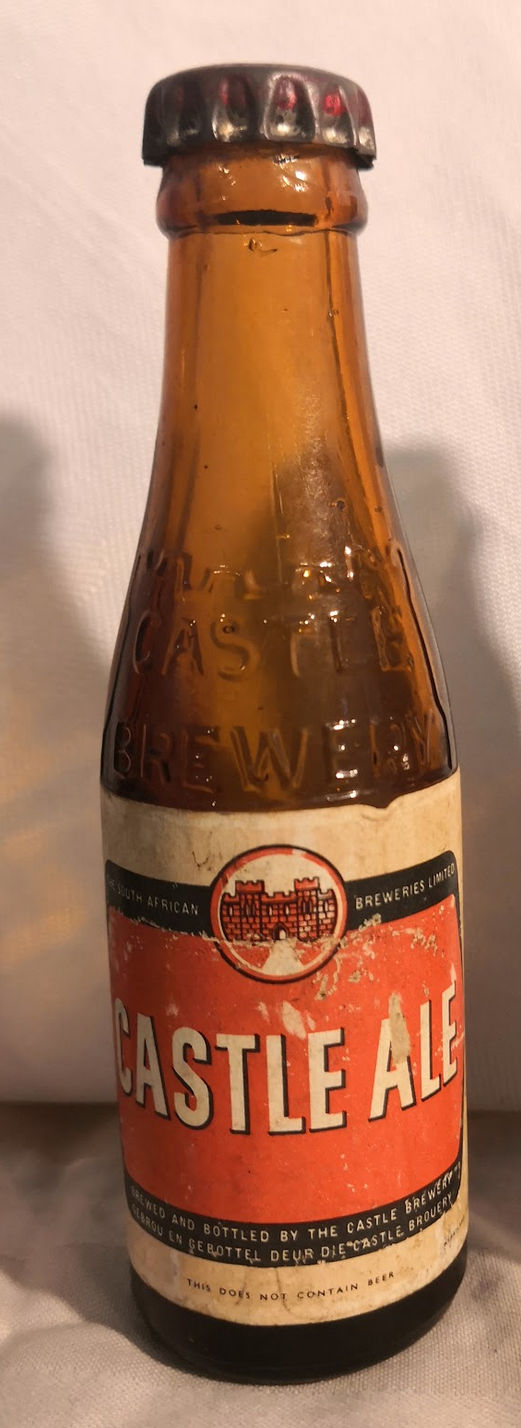 CASTLE
BREWERY
THE SOUTH AFRICAN BREWERIES LIMITED
CASTLE ALE
BREWED AND BOTTLED BY THE CASTLE BREWERY
GEBROU EN GEBOTTEL DEUR DIE CASTLE BROUERY
THIS DOES NOT CONTAIN BEER